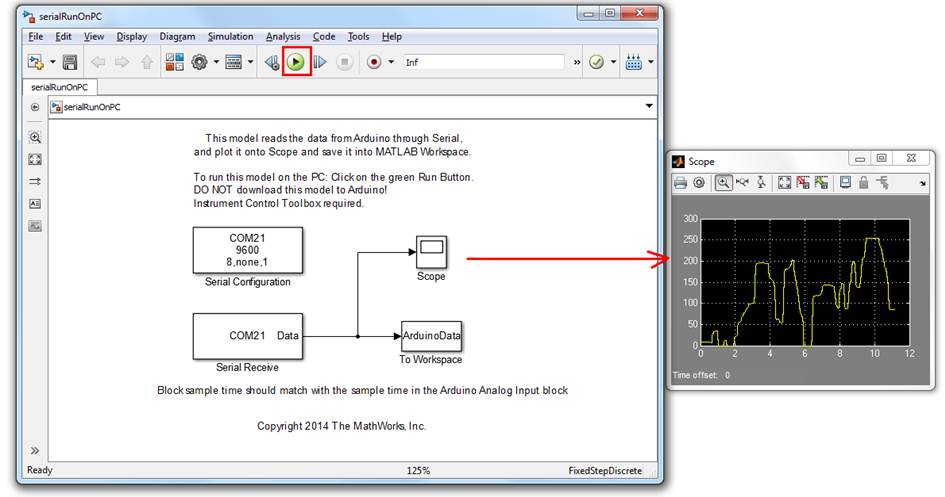 serialRunOnPC
File Edit View Display Diagram Simulation Analysis Code Tools Help
Inf
»
serialRunOnPC
serialRunOnPC
This model reads the data from Arduino through Serial,
and plot it onto Scope and save it into MATLAB Workspace.
To run this model on the PC: Click on the green Run Button.
DO NOT download this model to Arduino!
Instrument Control Toolbox required.
COM21
9600
8,none,1
Serial Configuration
Scope
COM21 Data
Serial Receive
ArduinoData
To Workspace
Block sample time should match with the sample time in the Arduino Analog Input block
Copyright 2014 The MathWorks, Inc.
»
Ready 125% FixedStepDiscrete
Scope
300
250
200
150
100
50
0
0 2 4 6 8 10 12
Time offset: 0